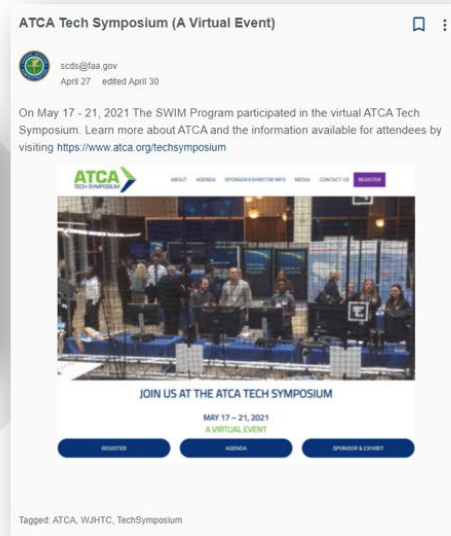 ATCA Tech Symposium (A Virtual Event)
scds@faa.gov
April 27 edited April 30
On May 17 - 21, 2021 The SWIM Program participated in the virtual ATCA Tech
Symposium. Learn more about ATCA and the information available for attendees by
visiting https://www.atca.org/techsymposium
ATCA
TECH SYMPOSIUM
ABOUT AGENDA SPONSOR/EXHIBITOR INFO MEDIA CONTACT US REGISTER
JOIN US AT THE ATCA TECH SYMPOSIUM
MAY 17 – 21, 2021
A VIRTUAL EVENT
REGISTER AGENDA SPONSOR & EXHIBIT
Tagged: ATCA, WJHTC, TechSymposium